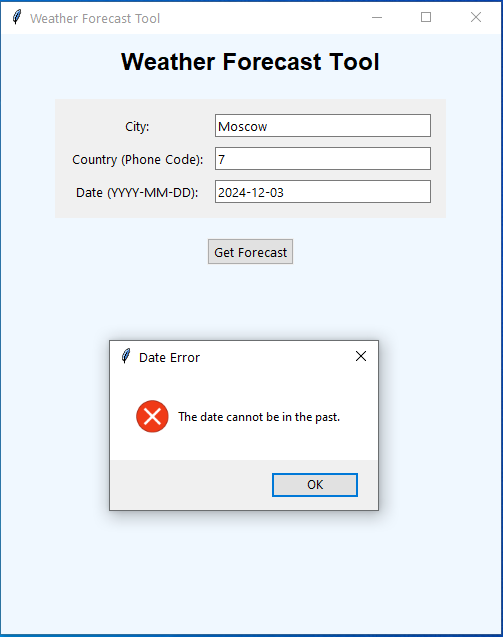 Weather Forecast Tool
Weather Forecast Tool
City:
Moscow
Country (Phone Code):
7
Date (YYYY-MM-DD):
2024-12-03
Get Forecast
Date Error
The date cannot be in the past.
OK